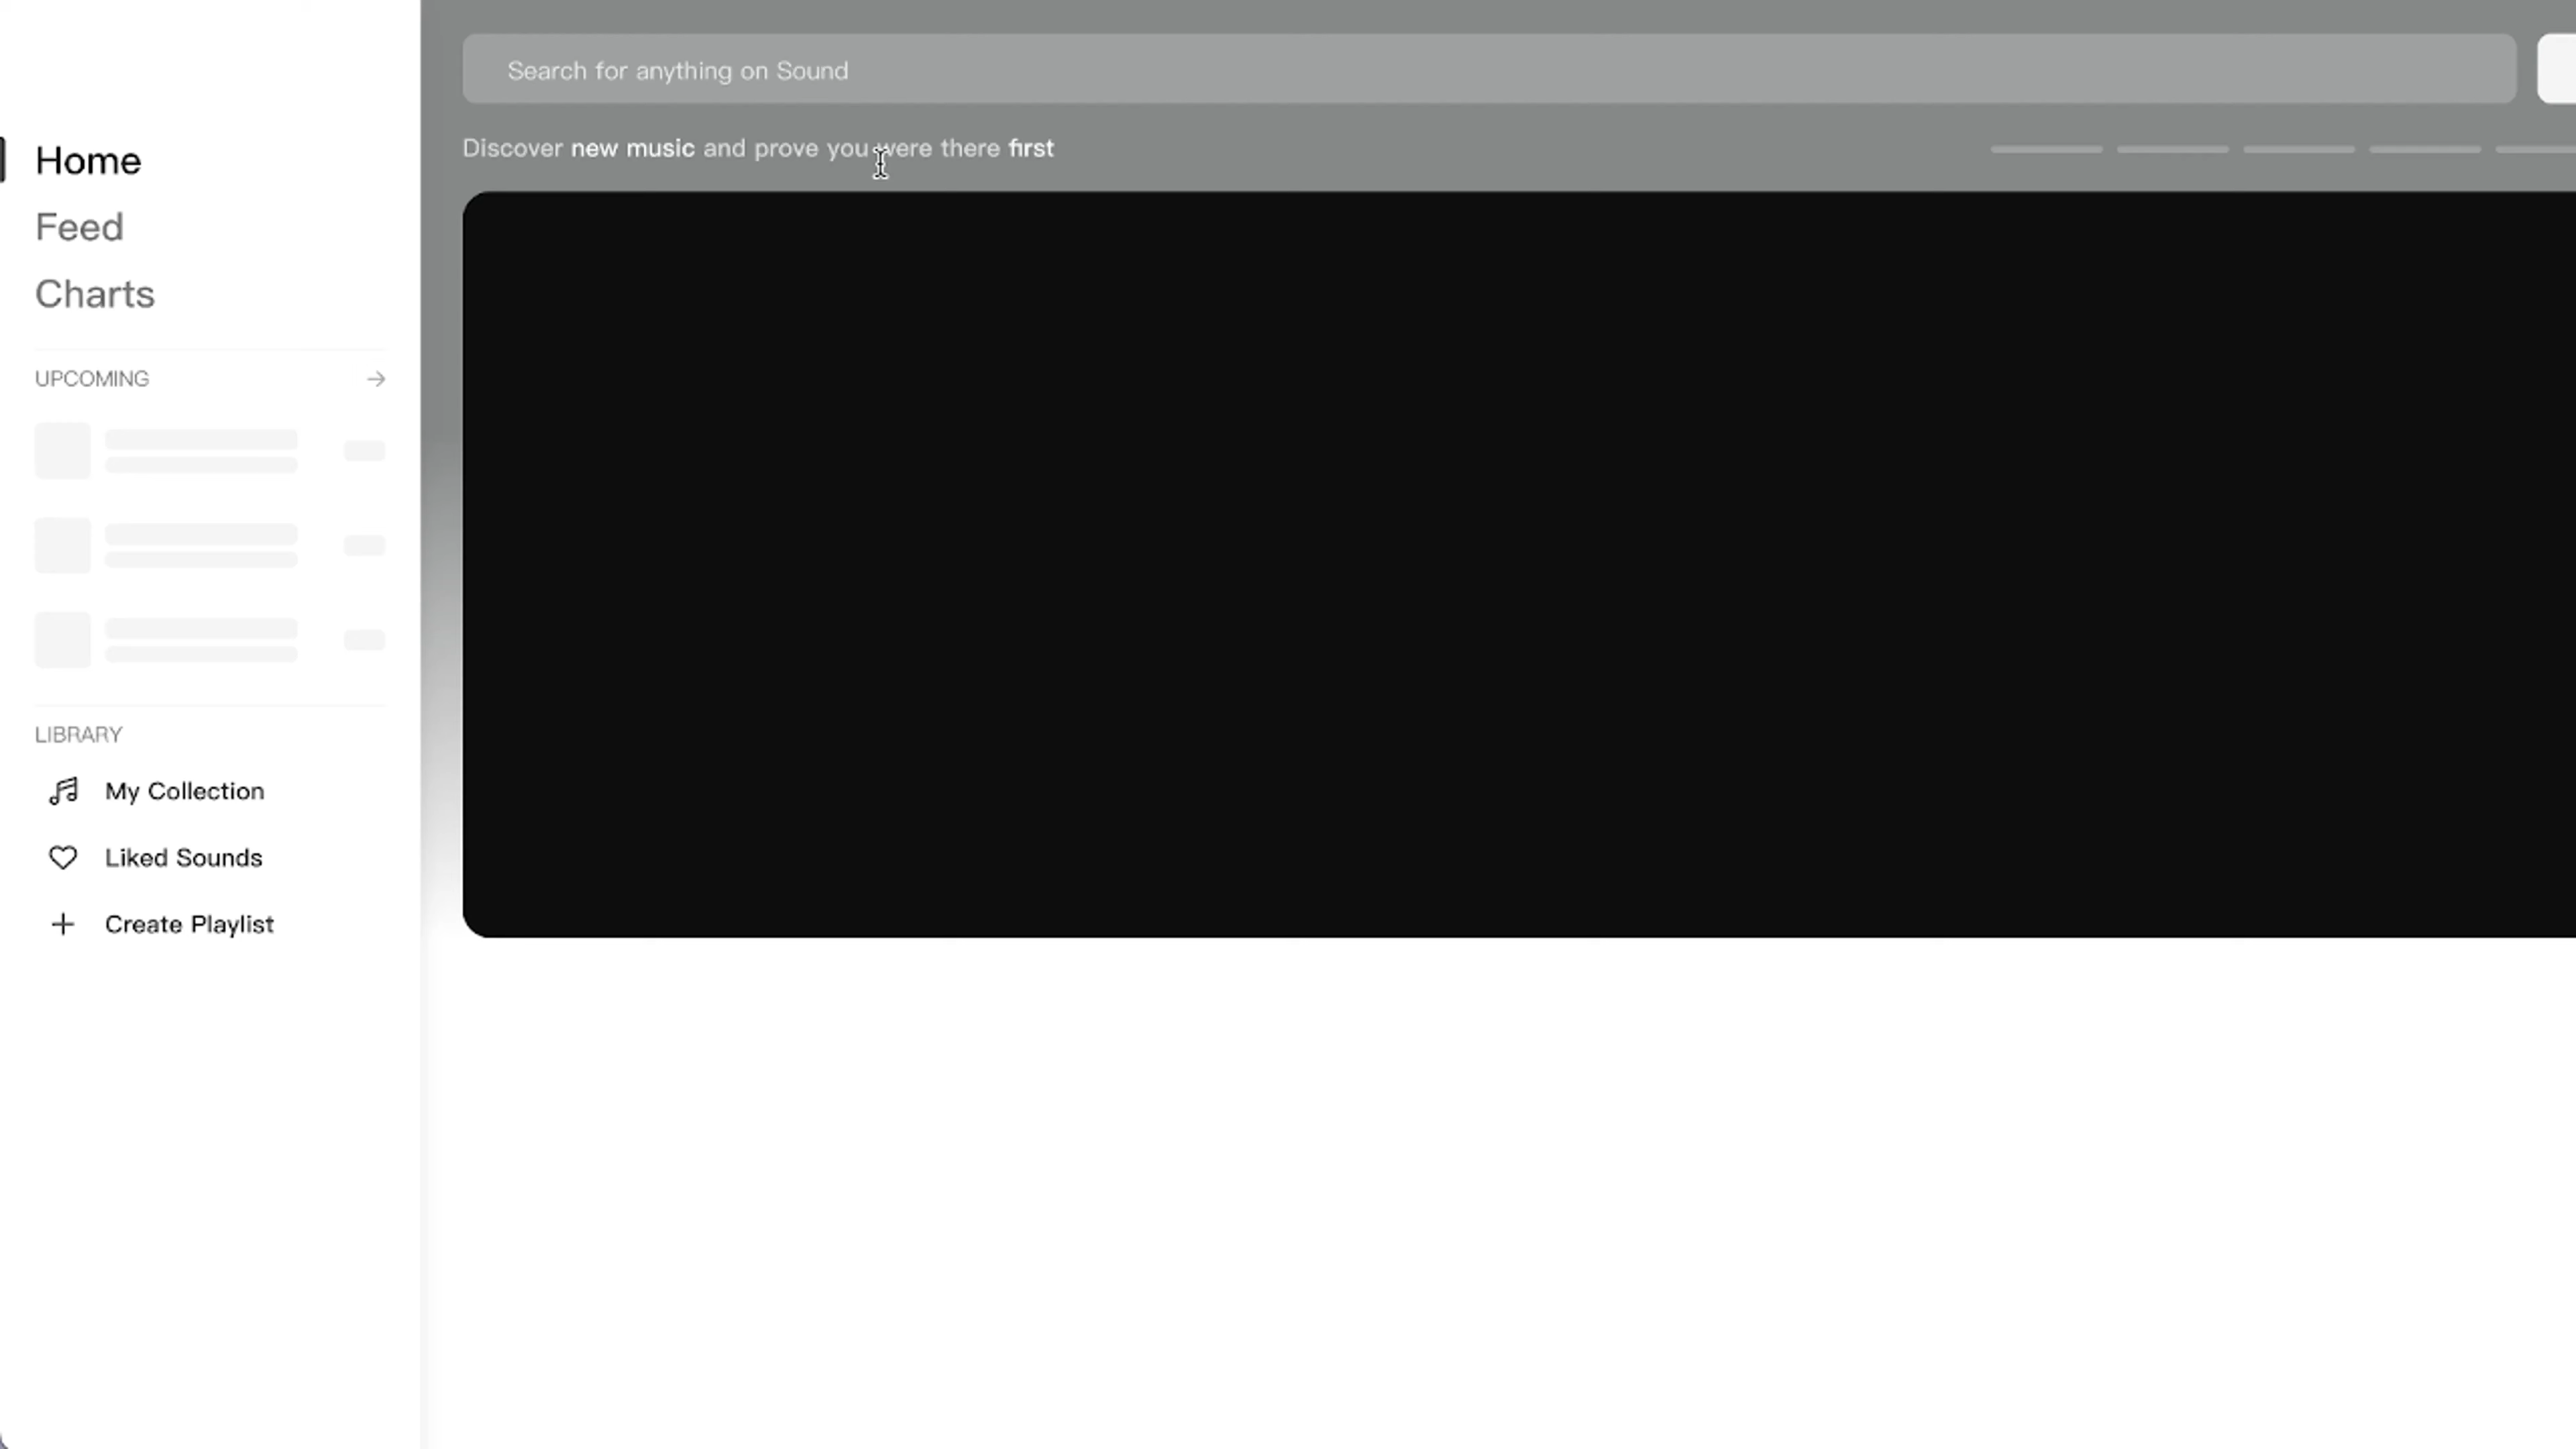 Home
Feed
Charts
UPCOMING
LIBRARY
My Collection
Liked Sounds
Create Playlist
Search for anything on Sound
Discover new music and prove you were there first